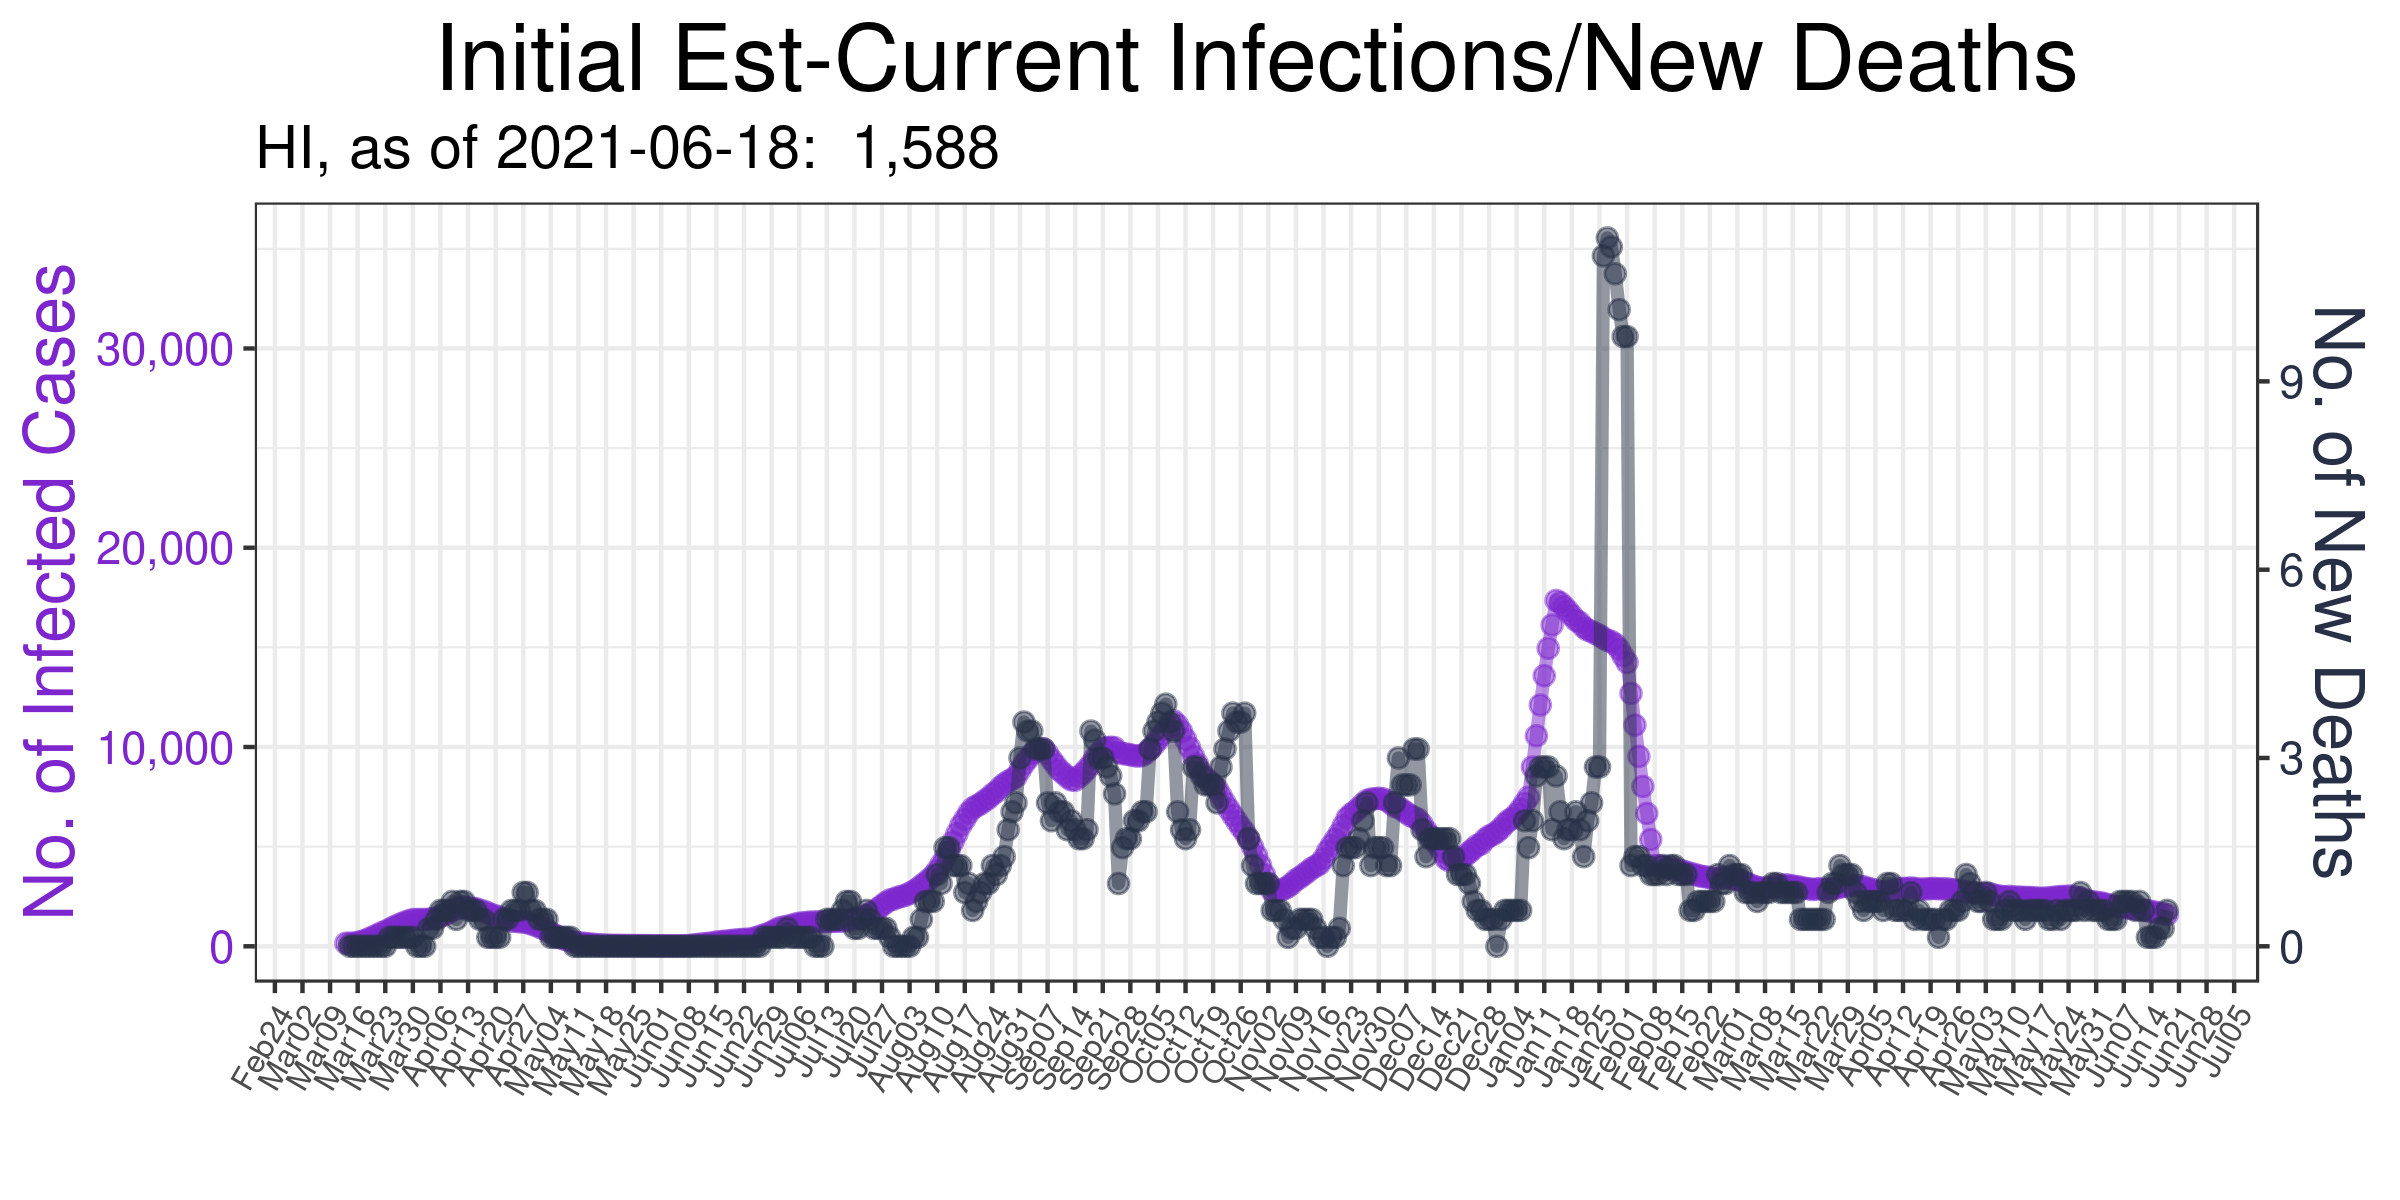 Initial Est-Current Infections/New Deaths
HI, as of 2021-06-18:  1,588
No. of Infected Cases
30,000
20,000
10,000
0
No. of New Deaths
9
6
3
0
Feb24
Mar02
Mar09
Mar16
Mar23
Mar30
Apr06
Apr13
Apr20
Apr27
May04
May11
May18
May25
Jun01
Jun08
Jun15
Jun22
Jun29
Jul06
Jul13
Jul20
Jul27
Aug03
Aug10
Aug17
Aug24
Aug31
Sep07
Sep14
Sep21
Sep28
Oct05
Oct12
Oct19
Oct26
Nov02
Nov09
Nov16
Nov23
Nov30
Dec07
Dec14
Dec21
Dec28
Jan04
Jan11
Jan18
Jan25
Feb01
Feb08
Feb15
Feb22
Mar01
Mar08
Mar15
Mar22
Mar29
Apr05
Apr12
Apr19
Apr26
May03
May10
May17
May24
May31
Jun07
Jun14
Jun21
Jun28
Jul05